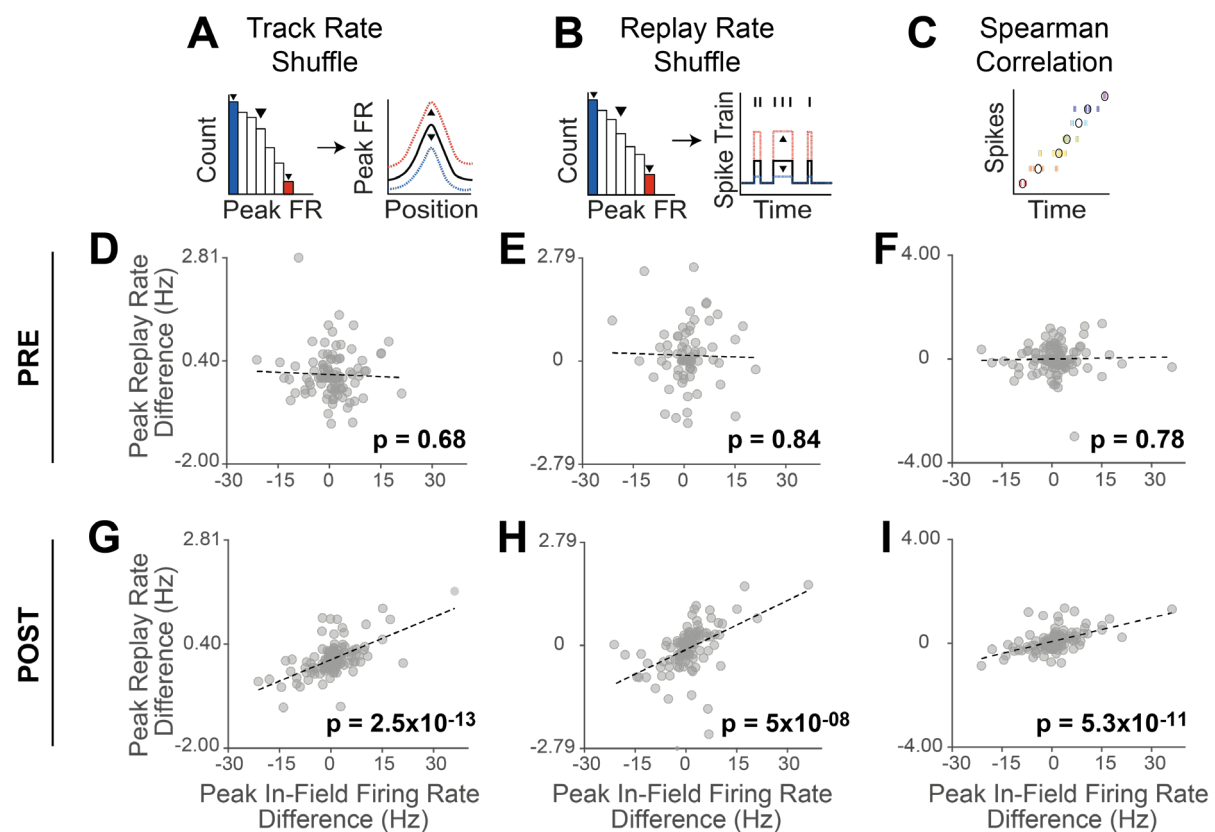 A Track Rate Shuffle
Count
Peak FR
Peak FR
Position
B Replay Rate Shuffle
Count
Peak FR
Spike Train
Time
C Spearman Correlation
Spikes
Time
PRE
D
Peak Replay Rate
Difference (Hz)
2.81
0.40
-2.00
-30 -15 0 15 30
p = 0.68
E
2.79
0
-2.79
-30 -15 0 15 30
p = 0.84
F
4.00
0
-4.00
-30 -15 0 15 30
p = 0.78
POST
G
Peak Replay Rate
Difference (Hz)
2.81
0.40
-2.00
-30 -15 0 15 30
p = 2.5x10-13
Peak In-Field Firing Rate
Difference (Hz)
H
2.79
0
-2.79
-30 -15 0 15 30
p = 5x10-08
Peak In-Field Firing Rate
Difference (Hz)
I
4.00
0
-4.00
-30 -15 0 15 30
p = 5.3x10-11
Peak In-Field Firing Rate
Difference (Hz)